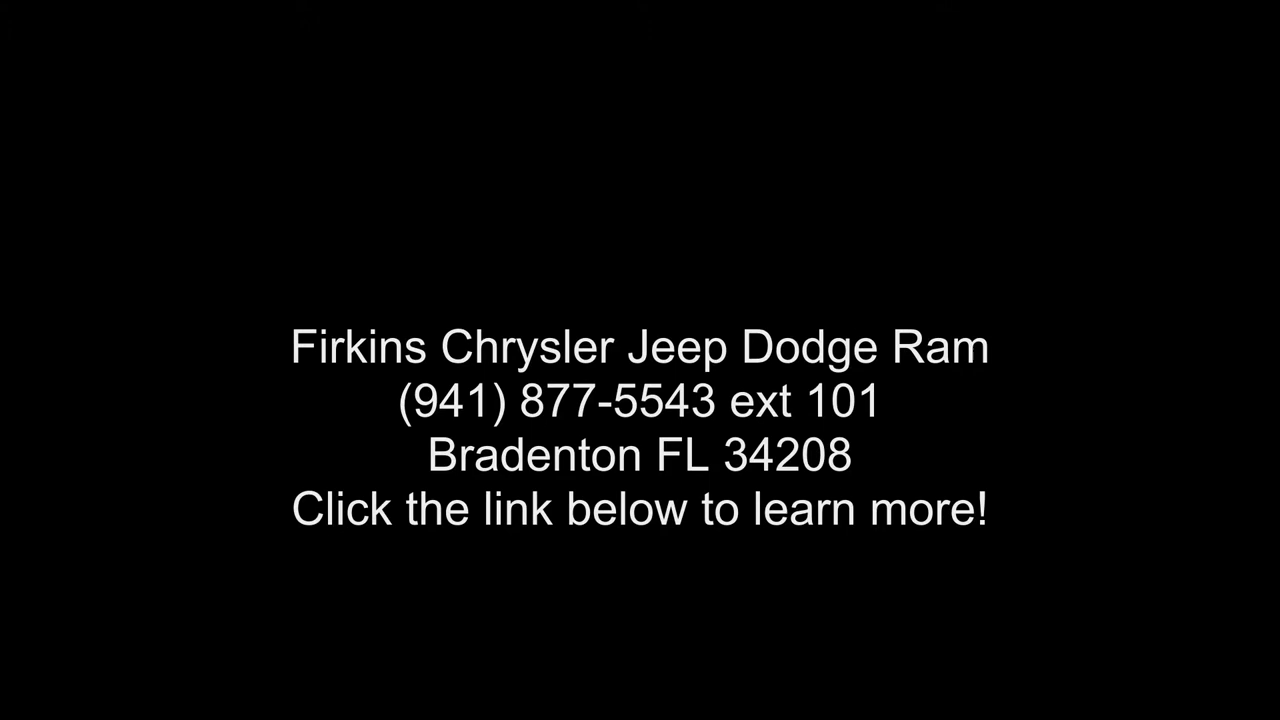 Firkins Chrysler Jeep Dodge Ram
(941) 877-5543 ext 101
Bradenton FL 34208
Click the link below to learn more!